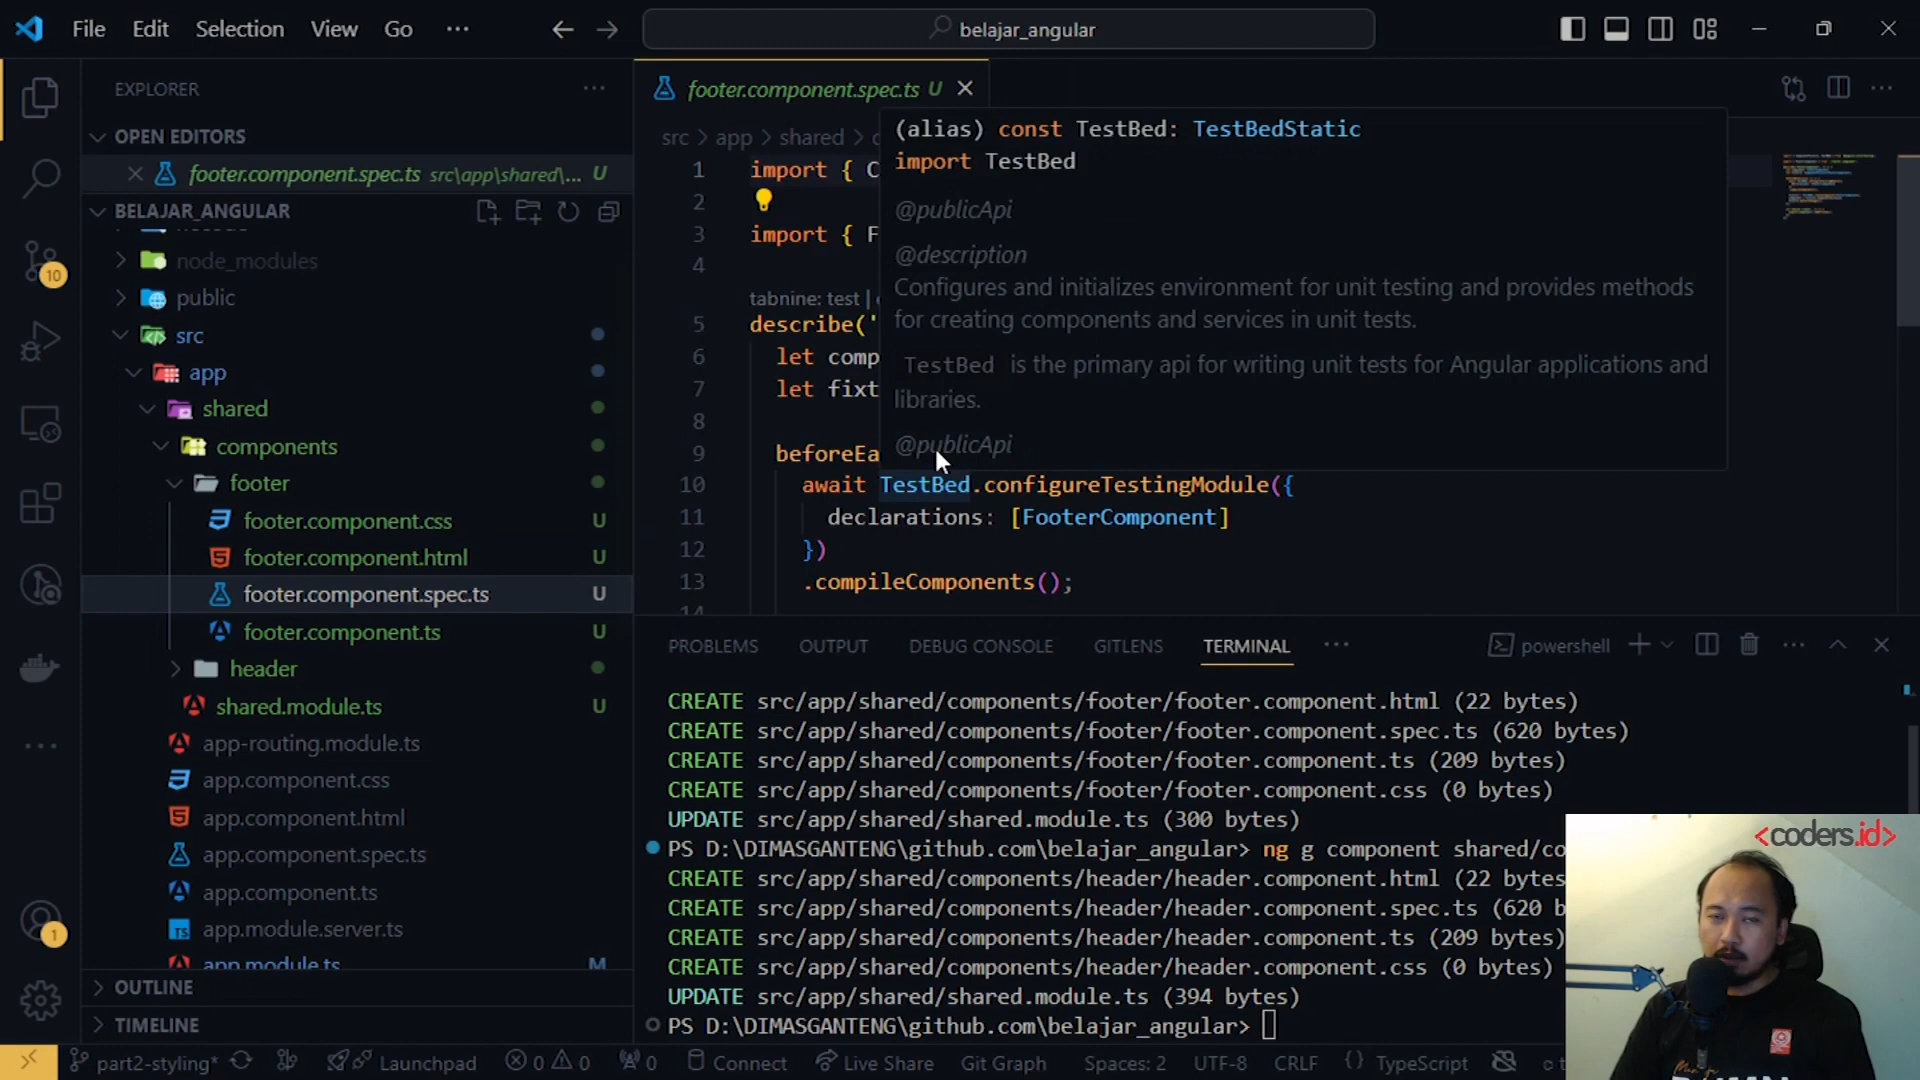 File Edit Selection View Go ···
belajar_angular
EXPLORER
OPEN EDITORS
footer.component.spec.ts src\app\shared\... U
BELAJAR_ANGULAR
node_modules
public
src
app
shared
components
footer
footer.component.css U
footer.component.html U
footer.component.spec.ts U
footer.component.ts U
header
shared.module.ts U
app-routing.module.ts
app.component.css
app.component.html
app.component.spec.ts
app.component.ts
app.module.server.ts
app.module.ts M
OUTLINE
TIMELINE
10
1
footer.component.spec.ts U
src > app > shared >
1 import { C
2
3 import { F
4
tabnine: test |
5 describe('
6 let comp
7 let fixt
8
9 beforeEa
10 await TestBed.configureTestingModule({
11 declarations: [FooterComponent]
12 })
13 .compileComponents();
14
(alias) const TestBed: TestBedStatic
import TestBed
@publicApi
@description
Configures and initializes environment for unit testing and provides methods
for creating components and services in unit tests.
TestBed is the primary api for writing unit tests for Angular applications and
libraries.
@publicApi
PROBLEMS OUTPUT DEBUG CONSOLE GITLENS TERMINAL ··· powershell
CREATE src/app/shared/components/footer/footer.component.html (22 bytes)
CREATE src/app/shared/components/footer/footer.component.spec.ts (620 bytes)
CREATE src/app/shared/components/footer/footer.component.ts (209 bytes)
CREATE src/app/shared/components/footer/footer.component.css (0 bytes)
UPDATE src/app/shared/shared.module.ts (300 bytes)
PS D:\DIMASGANTENG\github.com\belajar_angular> ng g component shared/co
CREATE src/app/shared/components/header/header.component.html (22 bytes
CREATE src/app/shared/components/header/header.component.spec.ts (620 b
CREATE src/app/shared/components/header/header.component.ts (209 bytes)
CREATE src/app/shared/components/header/header.component.css (0 bytes)
UPDATE src/app/shared/shared.module.ts (394 bytes)
PS D:\DIMASGANTENG\github.com\belajar_angular>
<coders.id>
part2-styling* Launchpad 0 0 0 Connect Live Share Git Graph Spaces: 2 UTF-8 CRLF {} TypeScript